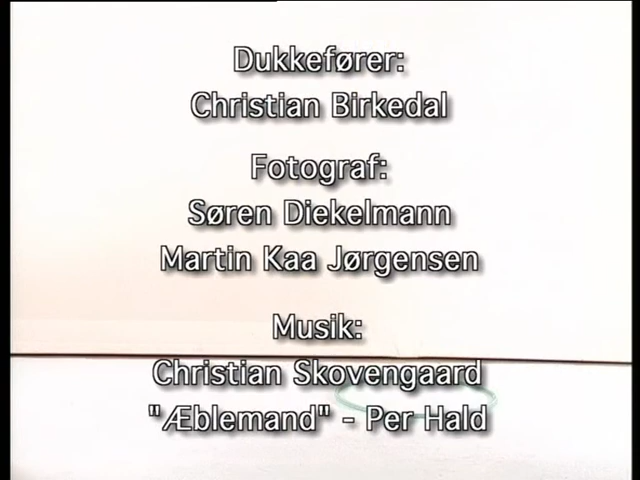 Dukkefører:
Christian Birkedal
Fotograf:
Søren Diekelmann
Martin Kaa Jørgensen
Musik:
Christian Skovengaard
"Æblemand" - Per Hald